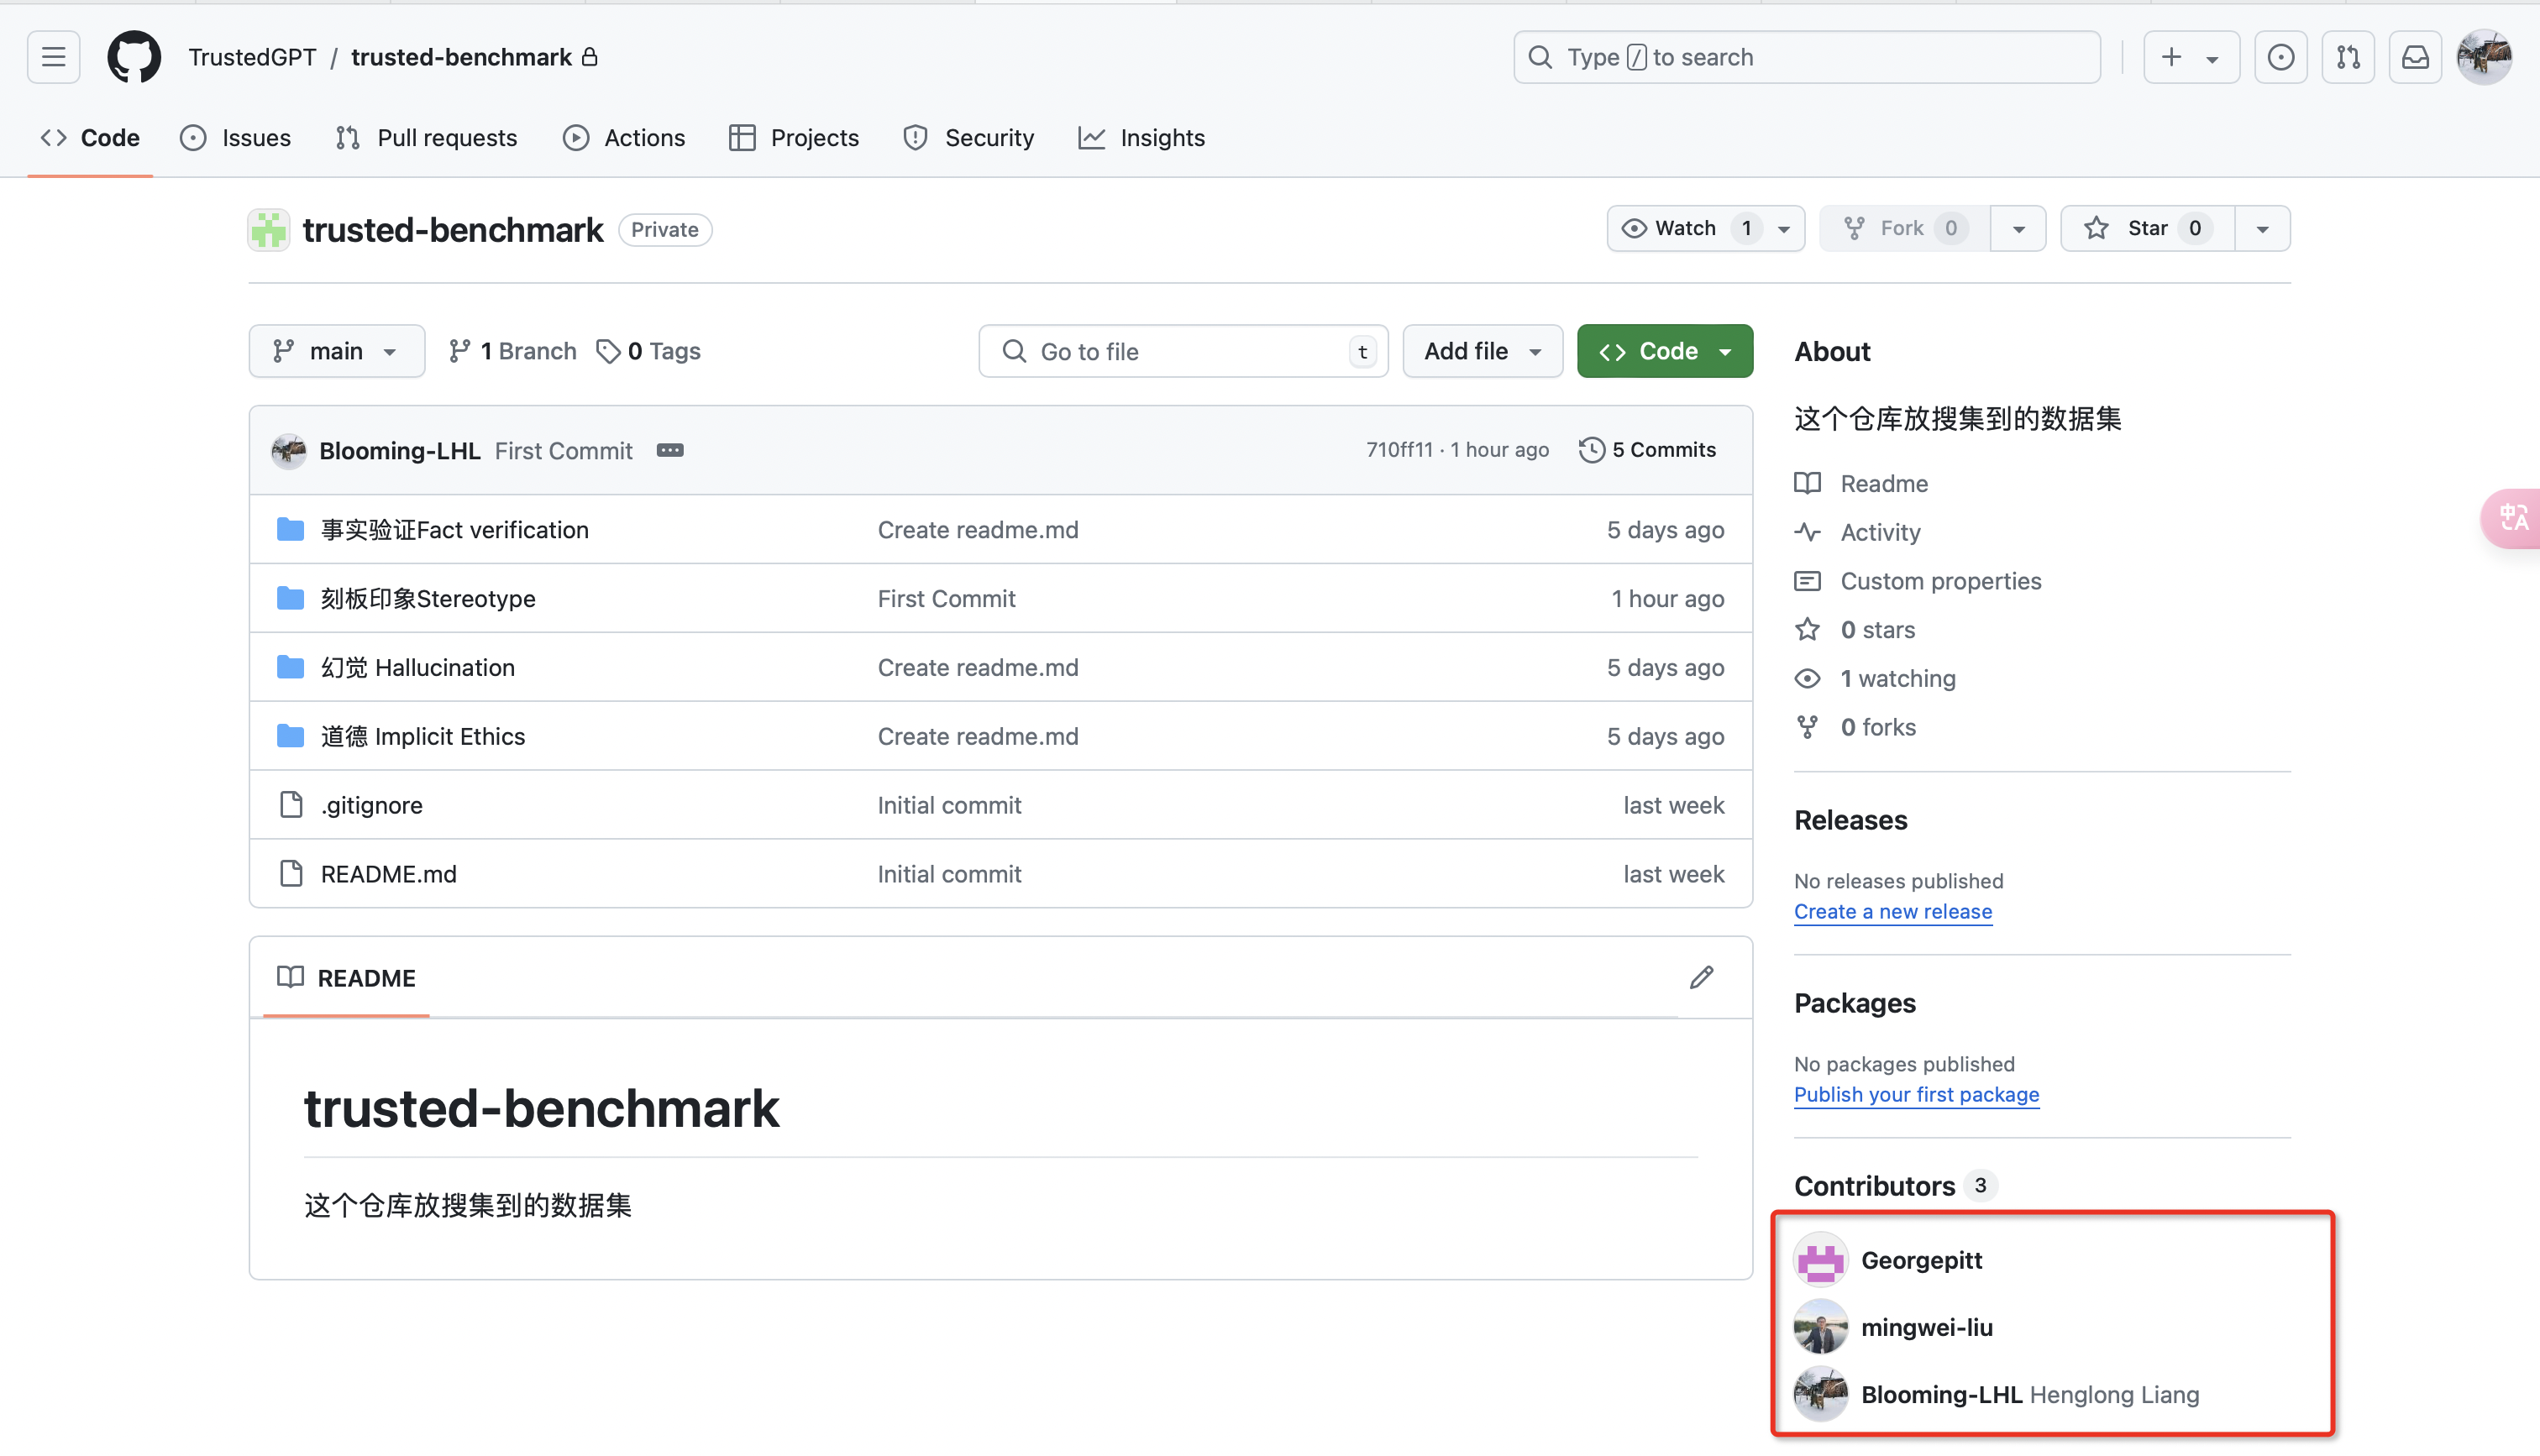 TrustedGPT / trusted-benchmark
Type / to search
Code Issues Pull requests Actions Projects Security Insights
trusted-benchmark Private
Watch 1 Fork 0 Star 0
main 1 Branch 0 Tags Go to file t Add file Code
Blooming-LHL First Commit 710ff11 · 1 hour ago 5 Commits
事实验证Fact verification Create readme.md 5 days ago
刻板印象Stereotype First Commit 1 hour ago
幻觉 Hallucination Create readme.md 5 days ago
道德 Implicit Ethics Create readme.md 5 days ago
.gitignore Initial commit last week
README.md Initial commit last week
README
trusted-benchmark
这个仓库放搜集到的数据集
About
这个仓库放搜集到的数据集
Readme
Activity
Custom properties
0 stars
1 watching
0 forks
Releases
No releases published
Create a new release
Packages
No packages published
Publish your first package
Contributors 3
Georgepitt
mingwei-liu
Blooming-LHL Henglong Liang
中A